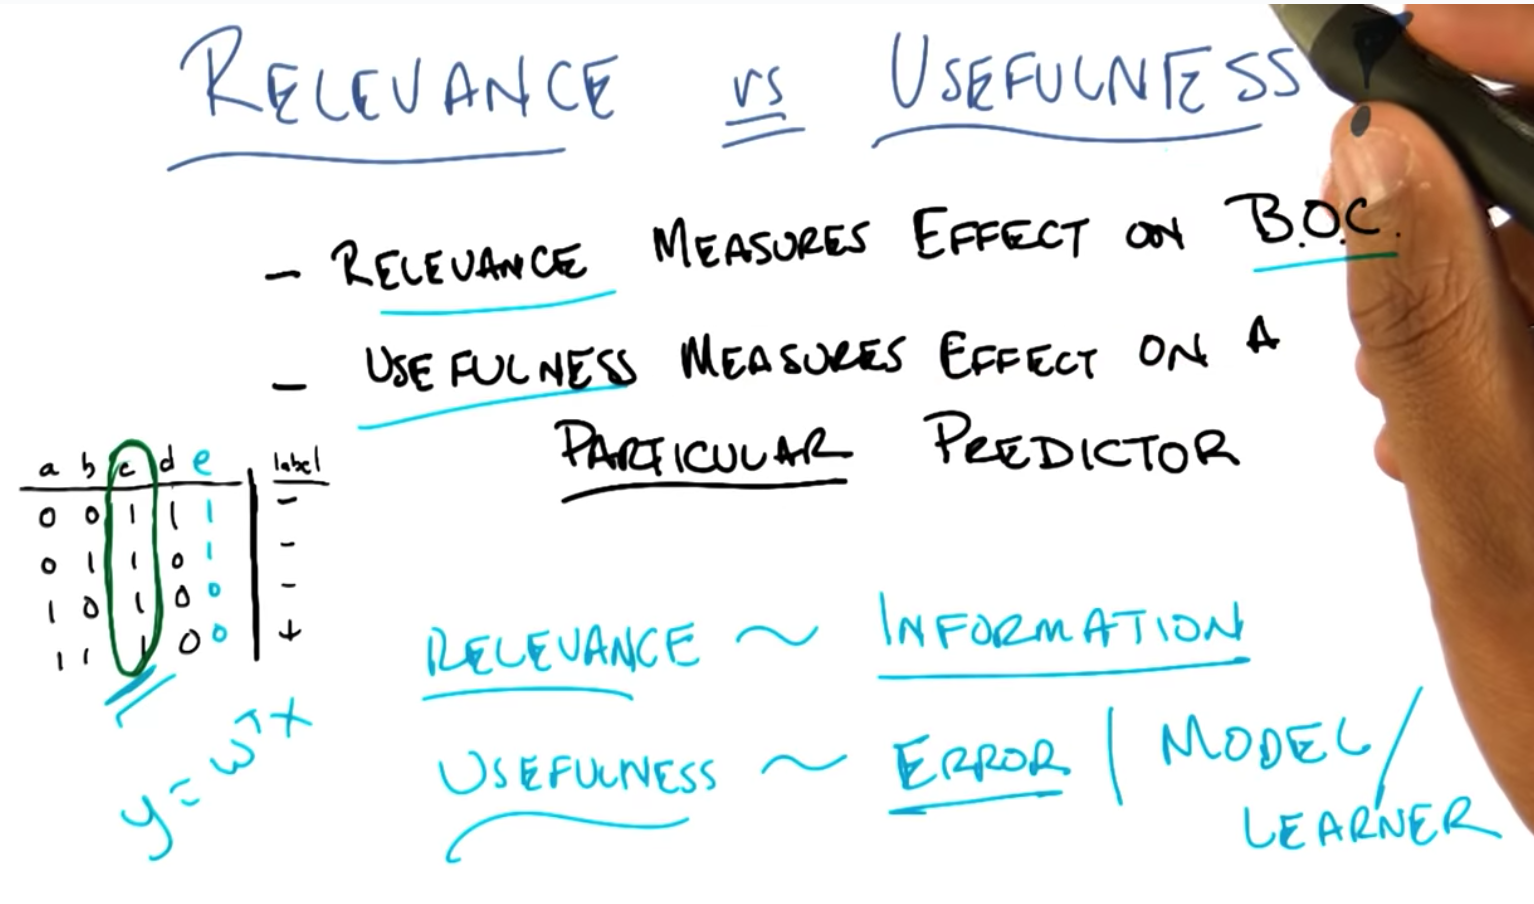 RELEVANCE vs USEFULNESS
- RELEVANCE MEASURES EFFECT ON B.O.C.
- USEFULNESS MEASURES EFFECT ON A
PARTICULAR PREDICTOR
a b c d e | label
0 0 1 1 1 | -
0 1 1 0 1 | -
1 0 1 0 0 | -
1 1 1 0 0 | +
y = wᵀx
RELEVANCE ~ INFORMATION
USEFULNESS ~ ERROR | MODEL/
LEARNER